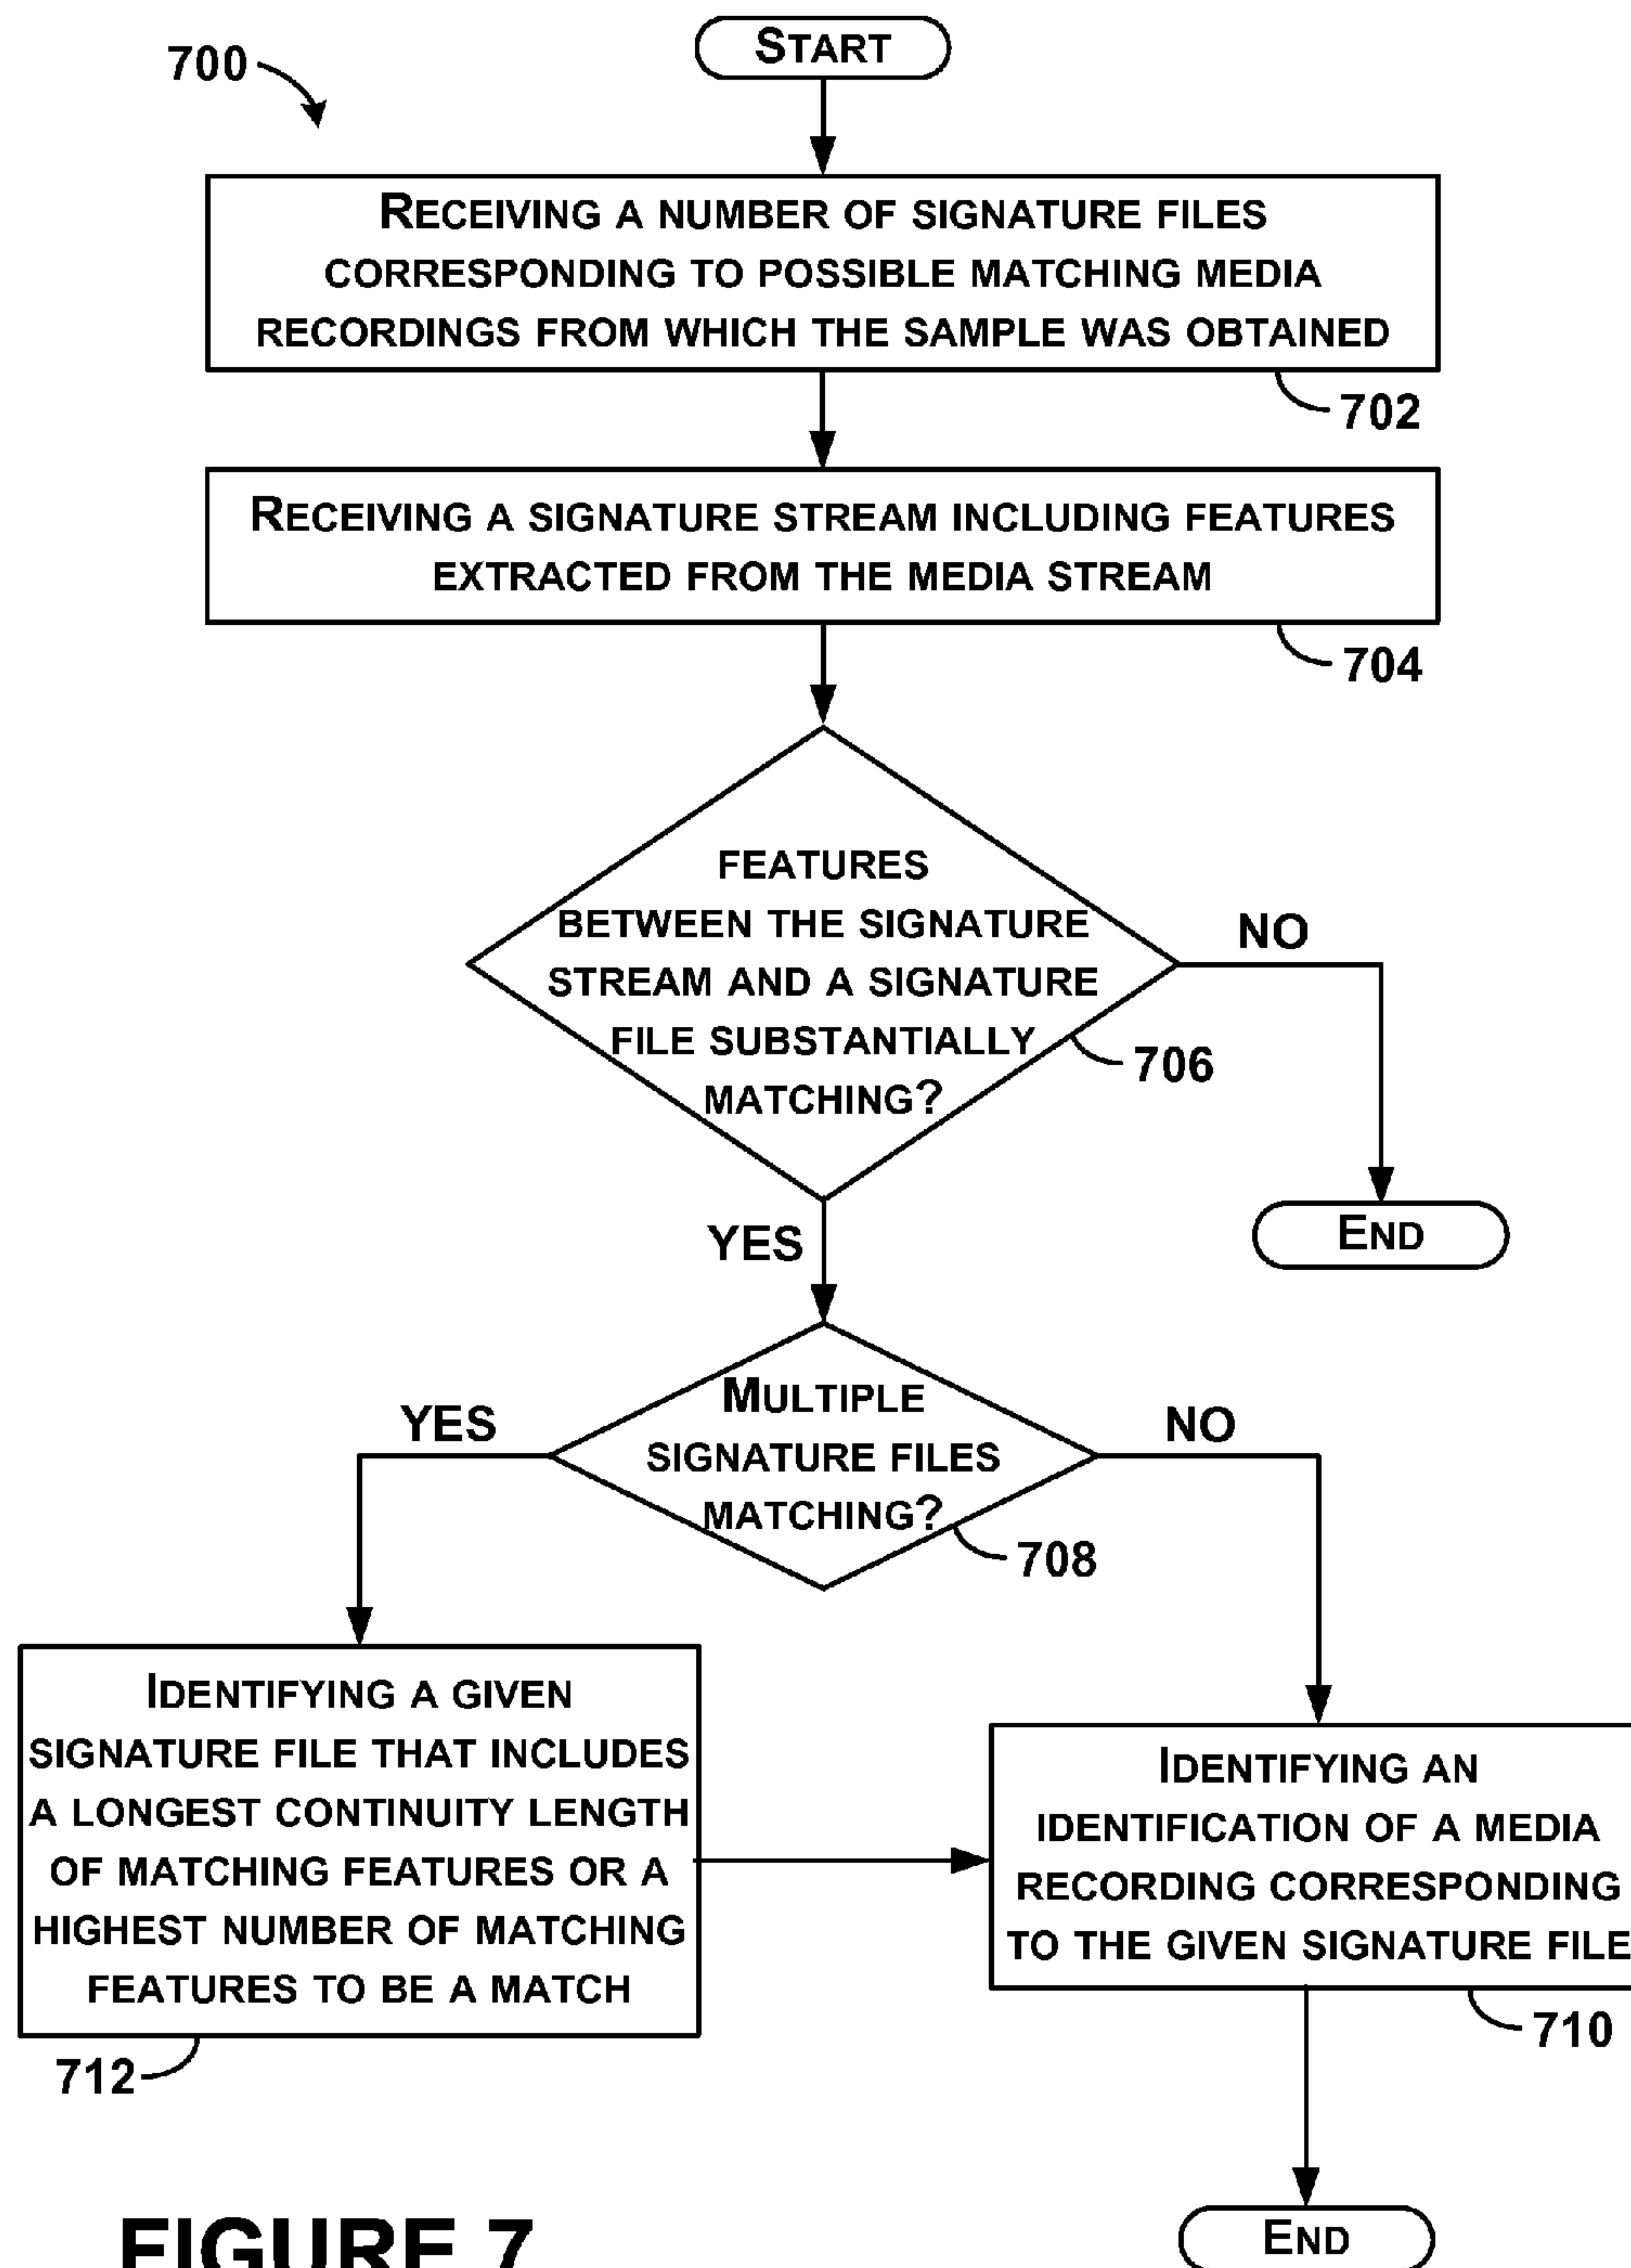 START
700
RECEIVING A NUMBER OF SIGNATURE FILES
CORRESPONDING TO POSSIBLE MATCHING MEDIA
RECORDINGS FROM WHICH THE SAMPLE WAS OBTAINED
702
RECEIVING A SIGNATURE STREAM INCLUDING FEATURES
EXTRACTED FROM THE MEDIA STREAM
704
FEATURES
BETWEEN THE SIGNATURE
STREAM AND A SIGNATURE
FILE SUBSTANTIALLY
MATCHING?
706
NO
END
YES
MULTIPLE
SIGNATURE FILES
MATCHING?
708
YES
NO
IDENTIFYING A GIVEN
SIGNATURE FILE THAT INCLUDES
A LONGEST CONTINUITY LENGTH
OF MATCHING FEATURES OR A
HIGHEST NUMBER OF MATCHING
FEATURES TO BE A MATCH
712
IDENTIFYING AN
IDENTIFICATION OF A MEDIA
RECORDING CORRESPONDING
TO THE GIVEN SIGNATURE FILE
710
END
FIGURE 7